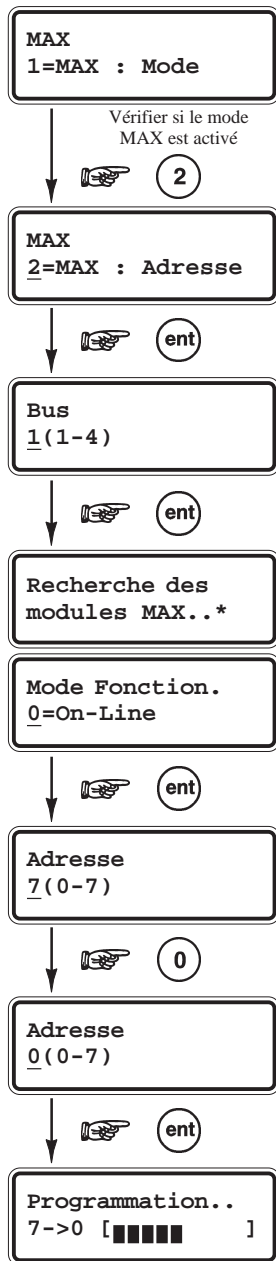 MAX
1=MAX : Mode
Vérifier si le mode
MAX est activé
2
MAX
2=MAX : Adresse
ent
Bus
1(1-4)
ent
Recherche des
modules MAX..*
Mode Fonction.
0=On-Line
ent
Adresse
7(0-7)
0
Adresse
0(0-7)
ent
Programmation..
7->0 [▮▮▮▮▮ ]